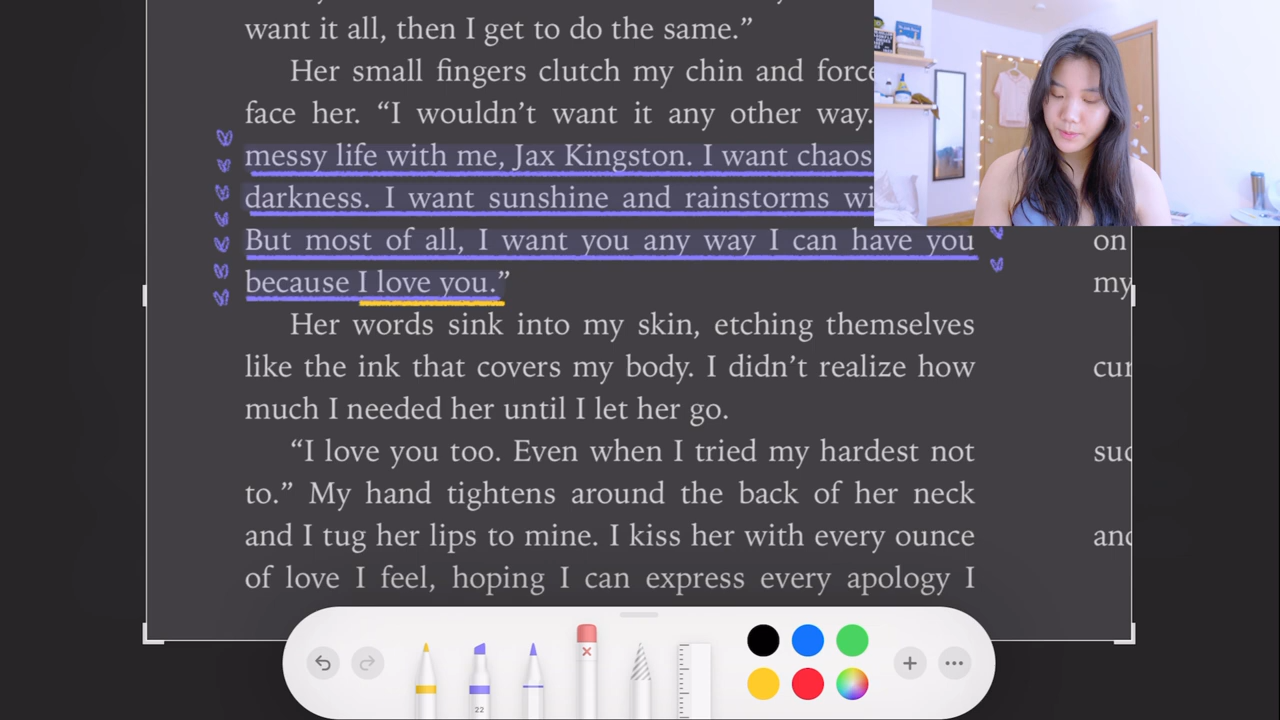 want it all, then I get to do the same.”
Her small fingers clutch my chin and force
face her. “I wouldn’t want it any other way.
messy life with me, Jax Kingston. I want chaos
darkness. I want sunshine and rainstorms
But most of all, I want you any way I can have you
because I love you.”
Her words sink into my skin, etching themselves
like the ink that covers my body. I didn’t realize how
much I needed her until I let her go.
“I love you too. Even when I tried my hardest not
to.” My hand tightens around the back of her neck
and I tug her lips to mine. I kiss her with every ounce
of love I feel, hoping I can express every apology I
on
my
22